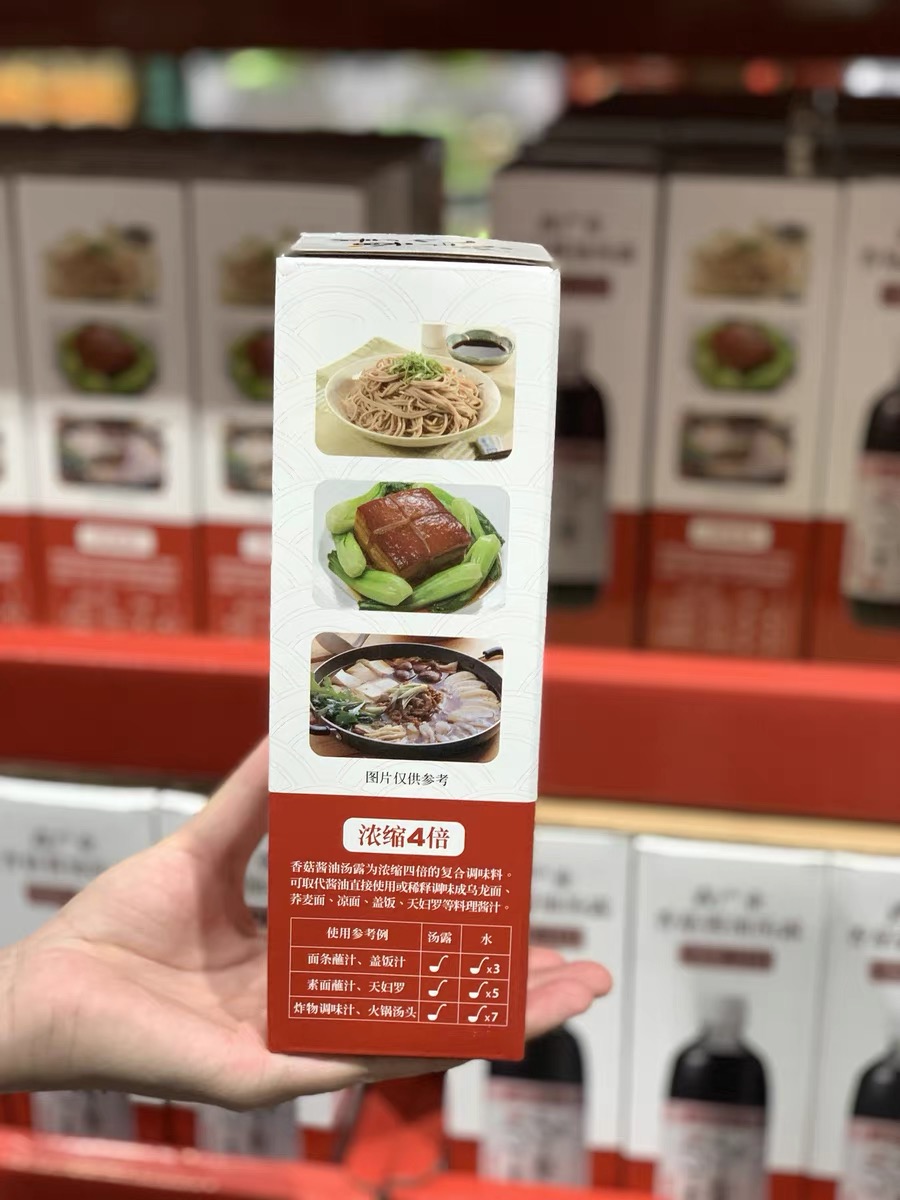 图片仅供参考
浓缩4倍
香菇酱油汤露为浓缩四倍的复合调味料。
可取代酱油直接使用或稀释调味成乌龙面、
荞麦面、凉面、盖饭、天妇罗等料理酱汁。
使用参考例 汤露 水
面条蘸汁、盖饭汁 x3
素面蘸汁、天妇罗 x5
炸物调味汁、火锅汤头 x7